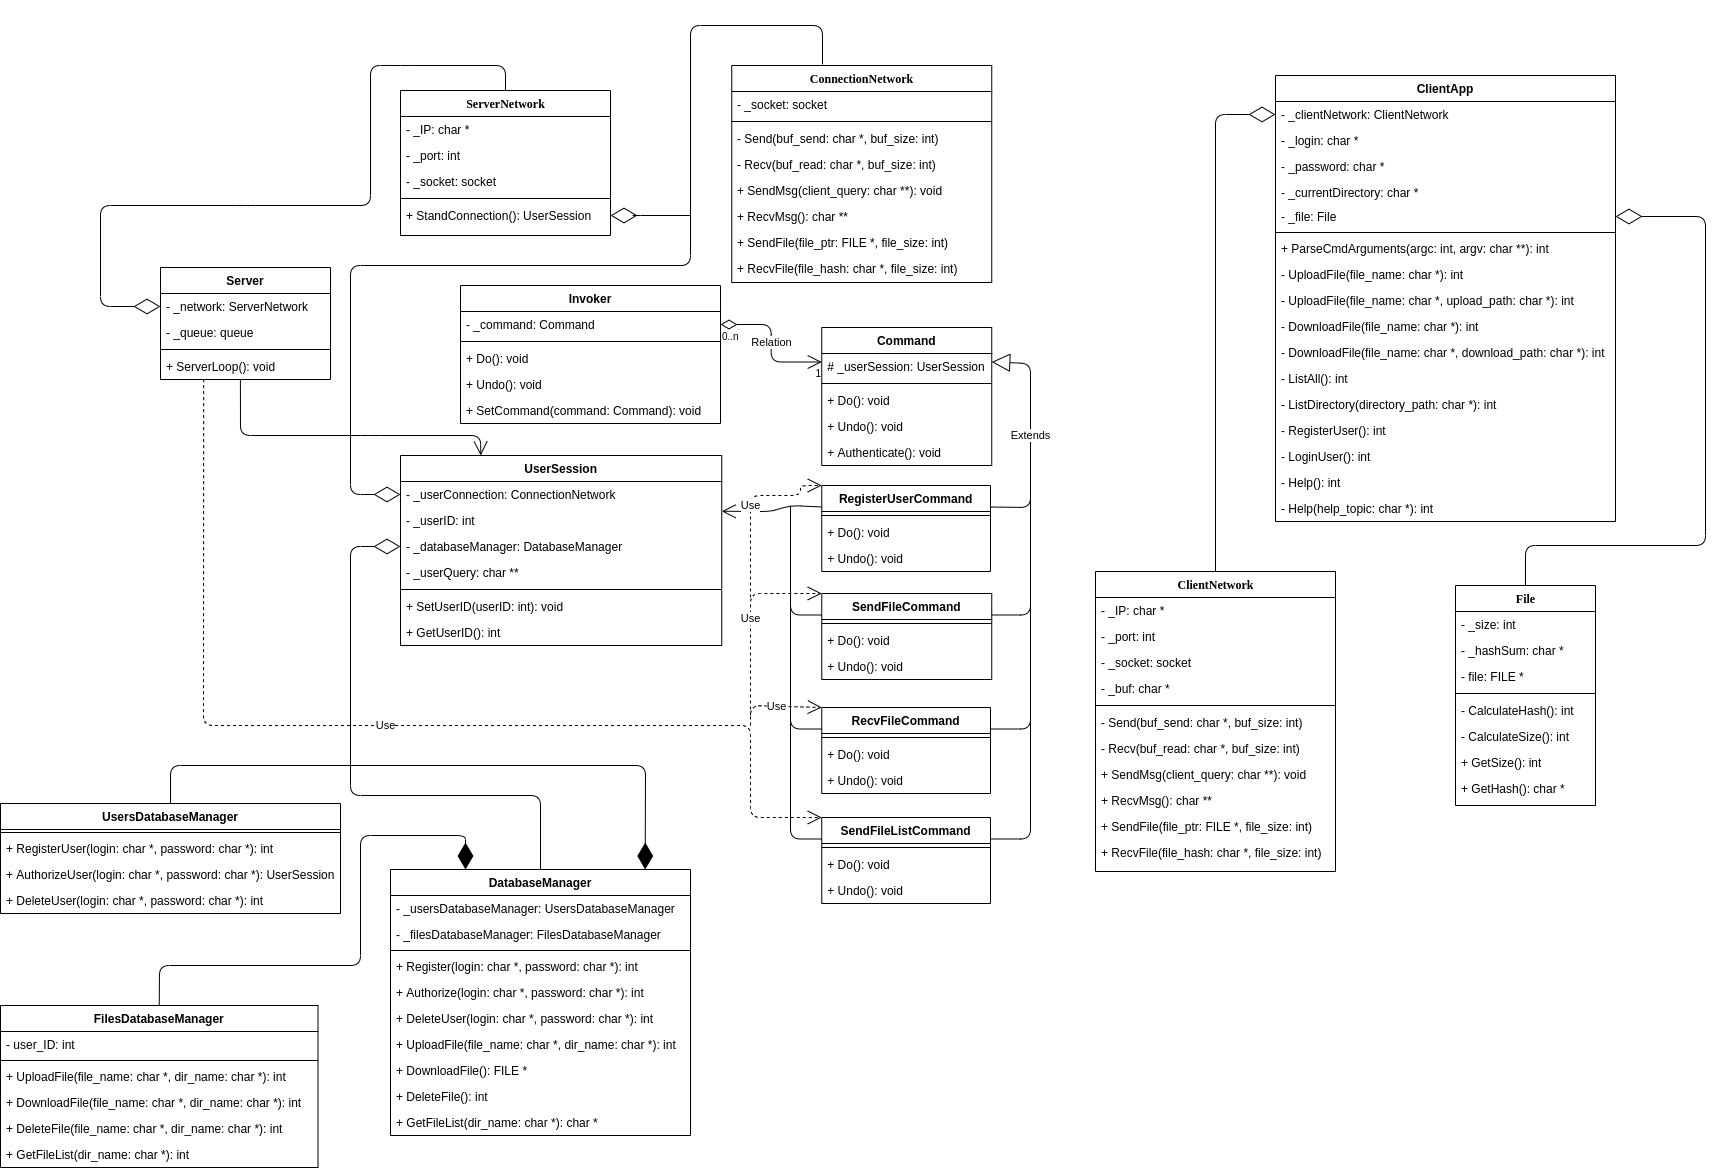 ServerNetwork
- _IP: char *
- _port: int
- _socket: socket
+ StandConnection(): UserSession
ConnectionNetwork
- _socket: socket
- Send(buf_send: char *, buf_size: int)
- Recv(buf_read: char *, buf_size: int)
+ SendMsg(client_query: char **): void
+ RecvMsg(): char **
+ SendFile(file_ptr: FILE *, file_size: int)
+ RecvFile(file_hash: char *, file_size: int)
ClientApp
- _clientNetwork: ClientNetwork
- _login: char *
- _password: char *
- _currentDirectory: char *
- _file: File
+ ParseCmdArguments(argc: int, argv: char **): int
- UploadFile(file_name: char *): int
- UploadFile(file_name: char *, upload_path: char *): int
- DownloadFile(file_name: char *): int
- DownloadFile(file_name: char *, download_path: char *): int
- ListAll(): int
- ListDirectory(directory_path: char *): int
- RegisterUser(): int
- LoginUser(): int
- Help(): int
- Help(help_topic: char *): int
Server
- _network: ServerNetwork
- _queue: queue
+ ServerLoop(): void
Invoker
- _command: Command
+ Do(): void
+ Undo(): void
+ SetCommand(command: Command): void
0..n
Relation
1
Command
# _userSession: UserSession
+ Do(): void
+ Undo(): void
+ Authenticate(): void
Extends
UserSession
- _userConnection: ConnectionNetwork
- _userID: int
- _databaseManager: DatabaseManager
- _userQuery: char **
+ SetUserID(userID: int): void
+ GetUserID(): int
Use
RegisterUserCommand
+ Do(): void
+ Undo(): void
Use
SendFileCommand
+ Do(): void
+ Undo(): void
Use
RecvFileCommand
+ Do(): void
+ Undo(): void
Use
SendFileListCommand
+ Do(): void
+ Undo(): void
ClientNetwork
- _IP: char *
- _port: int
- _socket: socket
- _buf: char *
- Send(buf_send: char *, buf_size: int)
- Recv(buf_read: char *, buf_size: int)
+ SendMsg(client_query: char **): void
+ RecvMsg(): char **
+ SendFile(file_ptr: FILE *, file_size: int)
+ RecvFile(file_hash: char *, file_size: int)
File
- _size: int
- _hashSum: char *
- file: FILE *
- CalculateHash(): int
- CalculateSize(): int
+ GetSize(): int
+ GetHash(): char *
UsersDatabaseManager
+ RegisterUser(login: char *, password: char *): int
+ AuthorizeUser(login: char *, password: char *): UserSession
+ DeleteUser(login: char *, password: char *): int
DatabaseManager
- _usersDatabaseManager: UsersDatabaseManager
- _filesDatabaseManager: FilesDatabaseManager
+ Register(login: char *, password: char *): int
+ Authorize(login: char *, password: char *): int
+ DeleteUser(login: char *, password: char *): int
+ UploadFile(file_name: char *, dir_name: char *): int
+ DownloadFile(): FILE *
+ DeleteFile(): int
+ GetFileList(dir_name: char *): char *
FilesDatabaseManager
- user_ID: int
+ UploadFile(file_name: char *, dir_name: char *): int
+ DownloadFile(file_name: char *, dir_name: char *): int
+ DeleteFile(file_name: char *, dir_name: char *): int
+ GetFileList(dir_name: char *): int